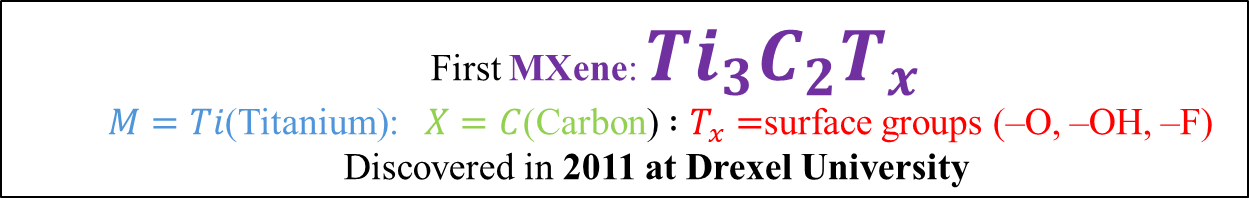 First MXene: Ti₃C₂Tₓ
M = Ti(Titanium): X = C(Carbon) : Tₓ =surface groups (–O, –OH, –F)
Discovered in 2011 at Drexel University